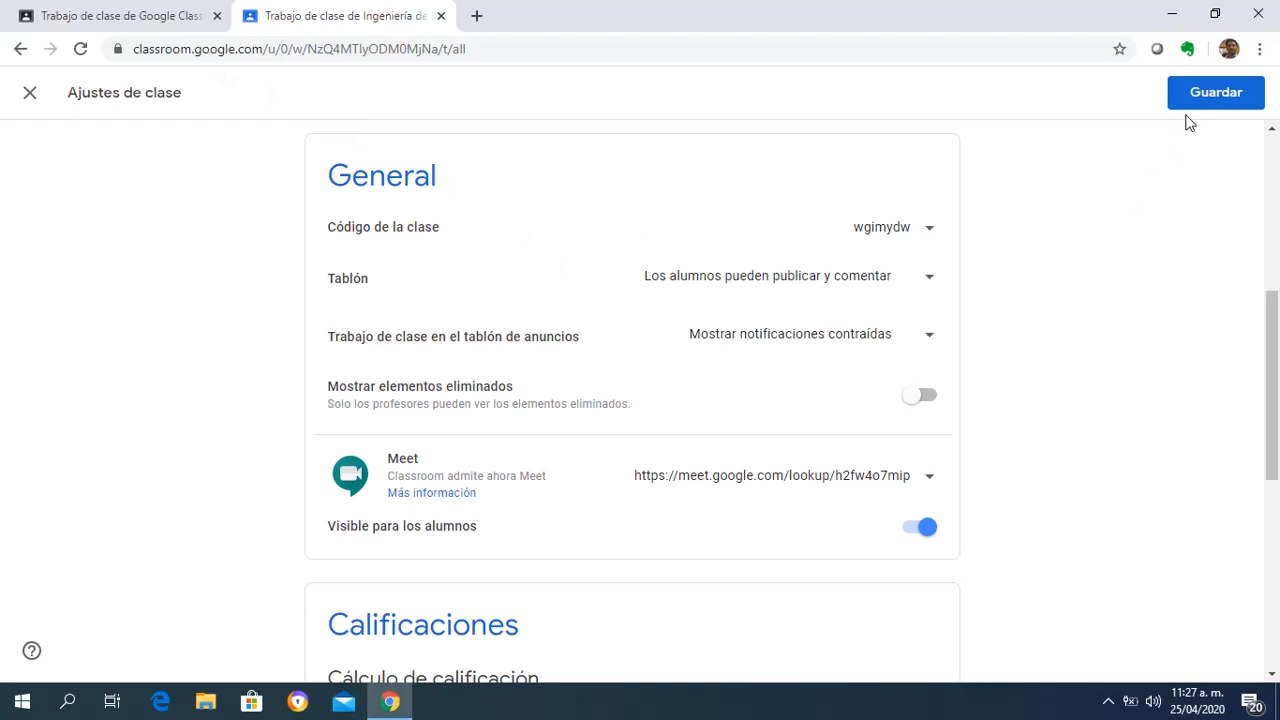 Trabajo de clase de Google Class
Trabajo de clase de Ingeniería de
classroom.google.com/u/0/w/NzQ4MTIyODM0MjNa/t/all
Ajustes de clase
Guardar
General
Código de la clase
wgimydw
Tablón
Los alumnos pueden publicar y comentar
Trabajo de clase en el tablón de anuncios
Mostrar notificaciones contraídas
Mostrar elementos eliminados
Solo los profesores pueden ver los elementos eliminados.
Meet
Classroom admite ahora Meet
https://meet.google.com/lookup/h2fw4o7mip
Más información
Visible para los alumnos
Calificaciones
Cálculo de calificación
11:27 a. m.
25/04/2020
20